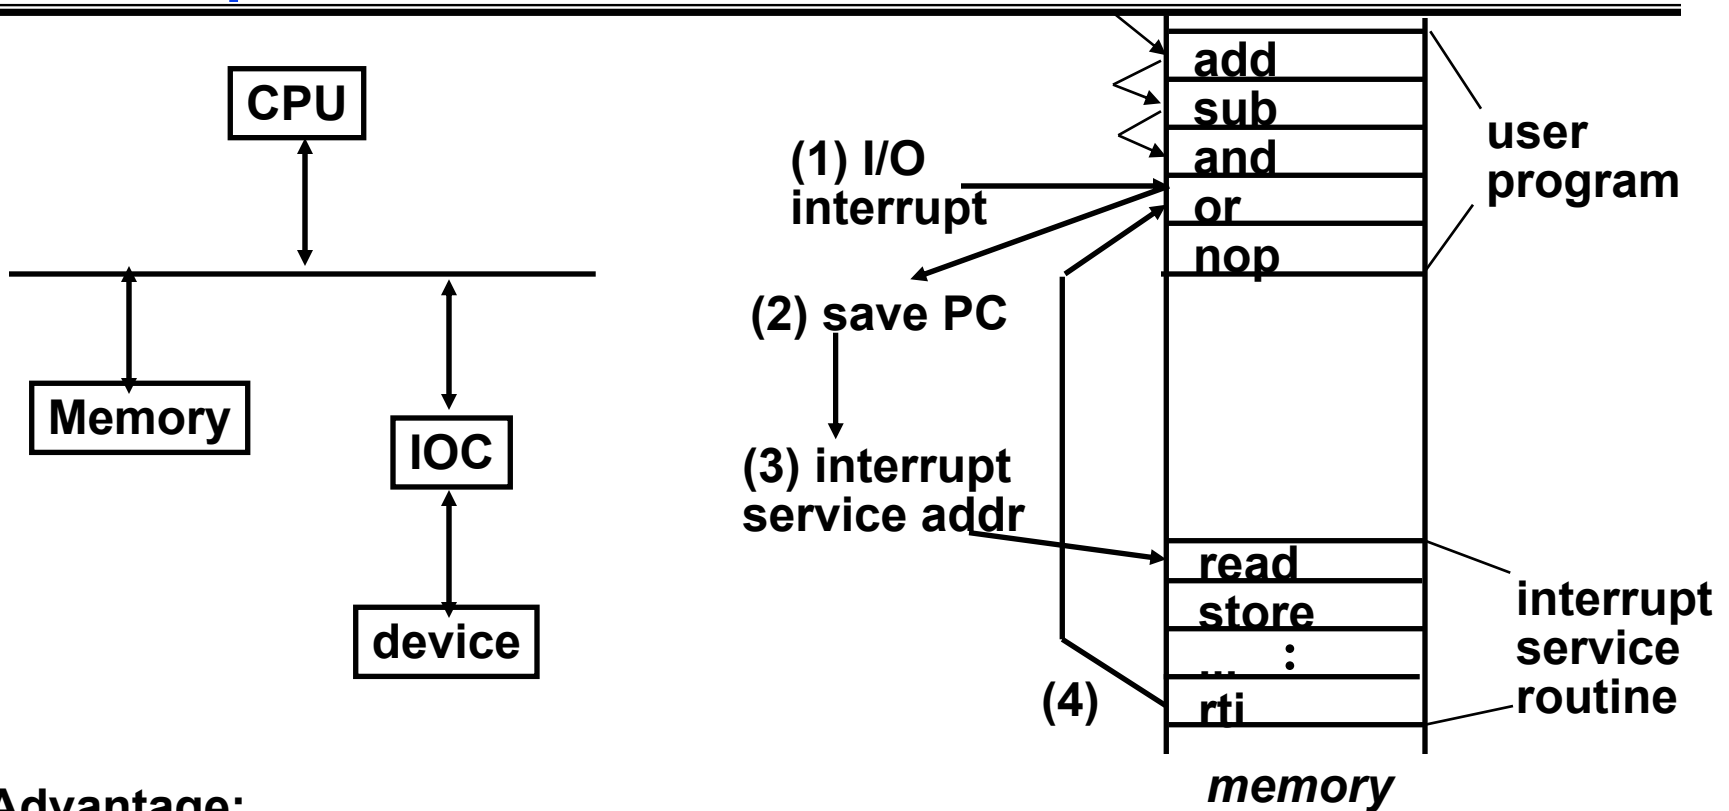 CPU
Memory
IOC
device
(1) I/O
interrupt
(2) save PC
(3) interrupt
service addr
(4)
add
sub
and
or
nop
user
program
read
store
... :
rti
interrupt
service
routine
memory
Advantage: